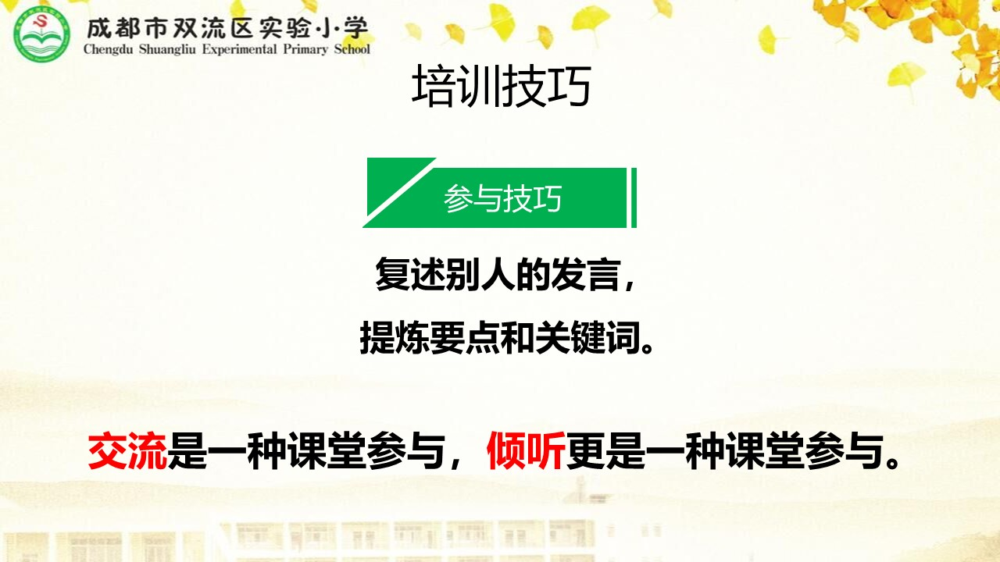 成都市双流区实验小学
Chengdu Shuangliu Experimental Primary School
培训技巧
参与技巧
复述别人的发言，
提炼要点和关键词。
交流是一种课堂参与，倾听更是一种课堂参与。